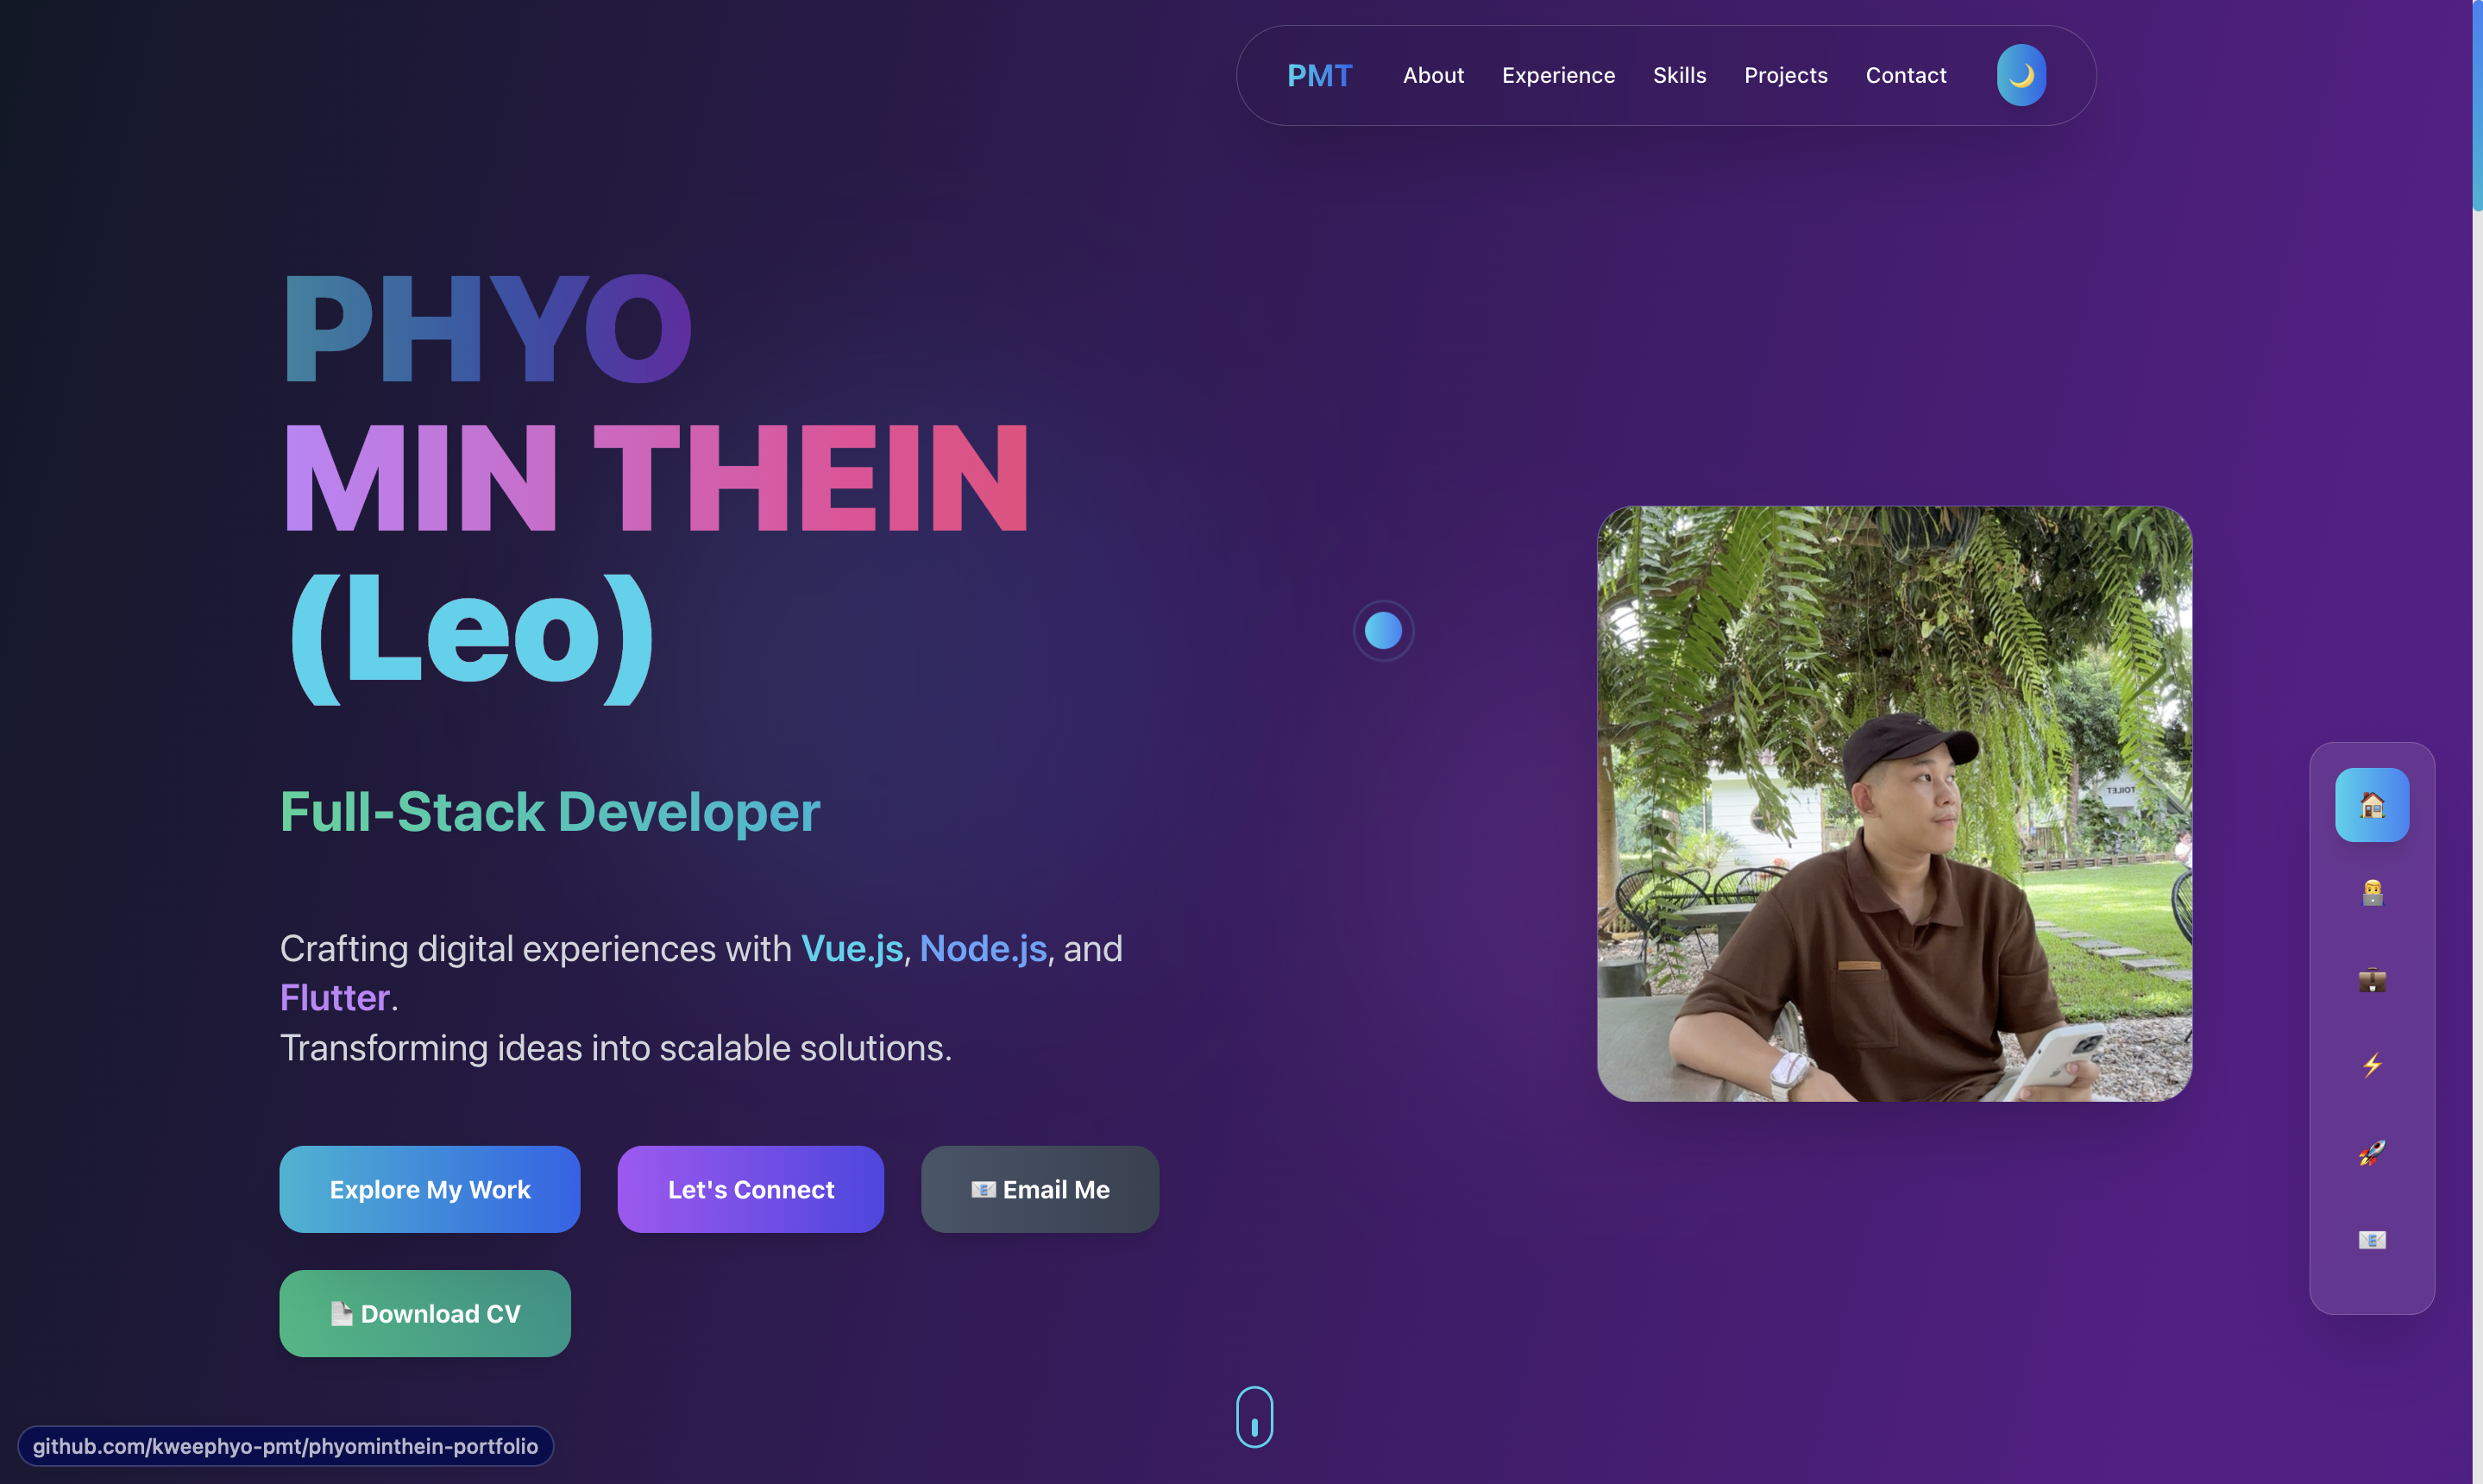 PMT About Experience Skills Projects Contact
PHYO
MIN THEIN
(Leo)
Full-Stack Developer
Crafting digital experiences with Vue.js, Node.js, and
Flutter.
Transforming ideas into scalable solutions.
Explore My Work
Let's Connect
Email Me
Download CV
TOILET
github.com/kweephyo-pmt/phyominthein-portfolio